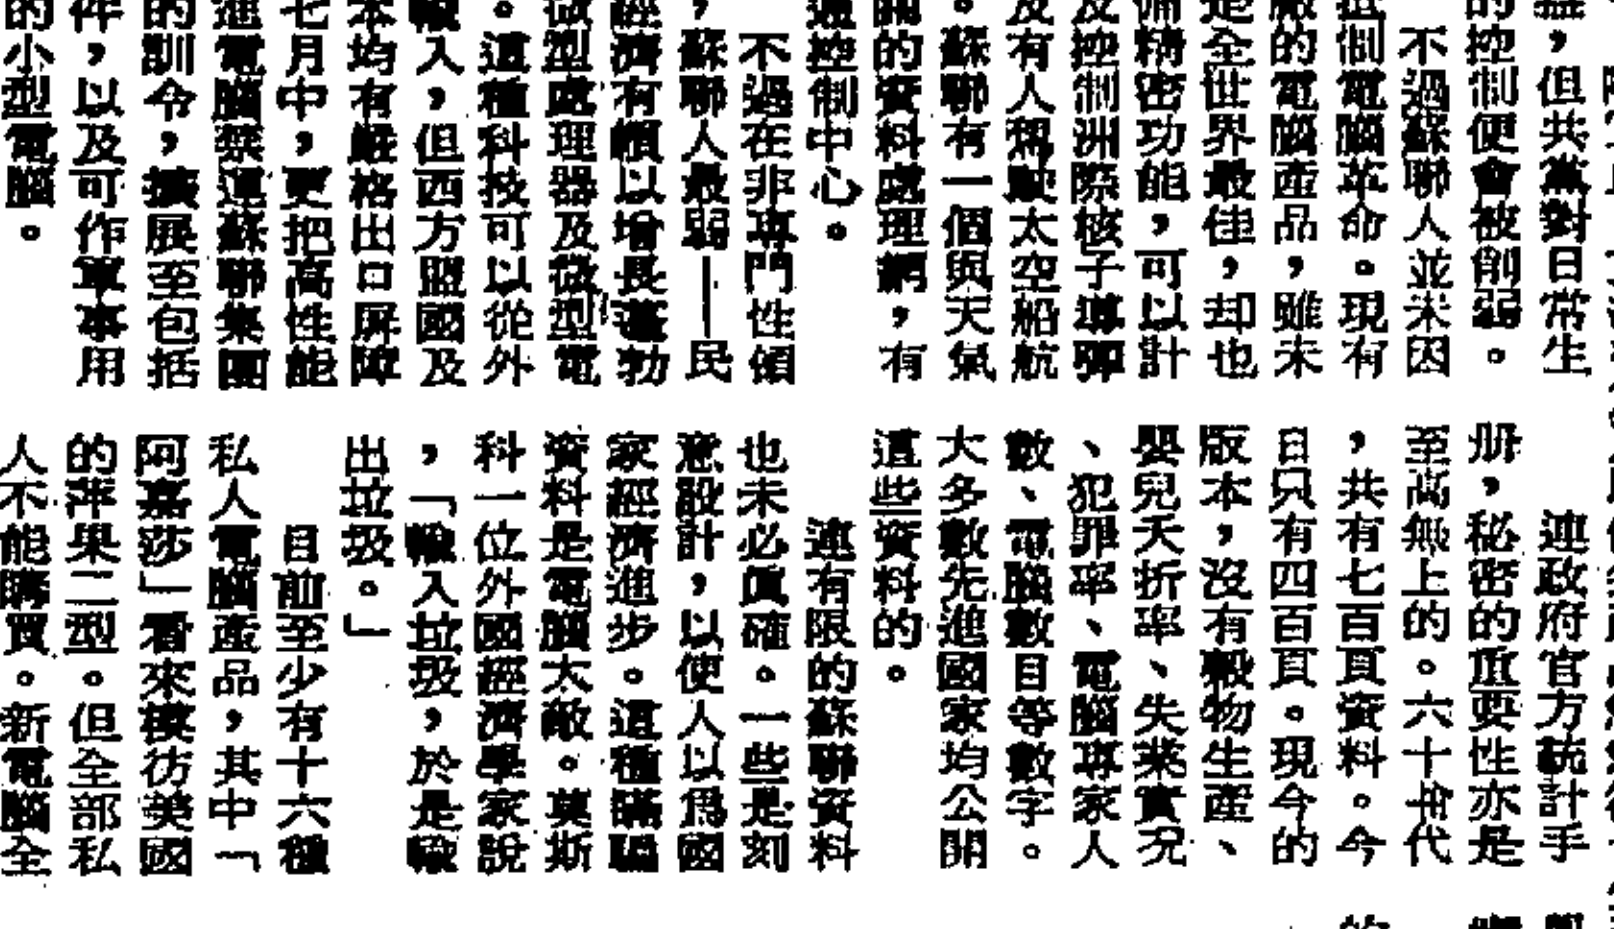 益，但共黨對日常生
的控制便會被削弱。
不過蘇聯人並未因
抵制電腦革命。現有
廠的電腦產品，雖未
是全世界最佳，却也
備精密功能，可以計
及控制洲際核子導彈
及有人駕駛太空船航
。蘇聯有一個與天氣
關的資料處理網，有
通控制中心。
不過在非專門性領
，蘇聯人最弱——民
經濟有賴以增長蓬勃
微型處理器及微型電
。這種科技可以從外
輸入，但西方盟國及
本均有嚴格出口屏障
七月中，更把高性能
進電腦禁運蘇聯集團
的訓令，擴展至包括
件，以及可作軍事用
的小型電腦。
連政府官方統計手
册，秘密的重要性亦是
至高無上的。六十年代
，共有七百頁資料。今
日只有四百頁。現今的
版本，沒有穀物生產、
嬰兒夭折率、失業實况
、犯罪率、電腦專家人
數、電腦數目等數字。
大多數先進國家均公開
這些資料的。
連有限的蘇聯資料
也未必眞確。一些是刻
意設計，以使人以爲國
家經濟進步。這種瞞騙
資料是電腦大敵。莫斯
科一位外國經濟學家說
，「輸入垃圾，於是輸
出垃圾。」
目前至少有十六種
私人電腦產品，其中「
阿嘉莎」看來模彷美國
的萍果二型。但全部私
人不能購買。新電腦全